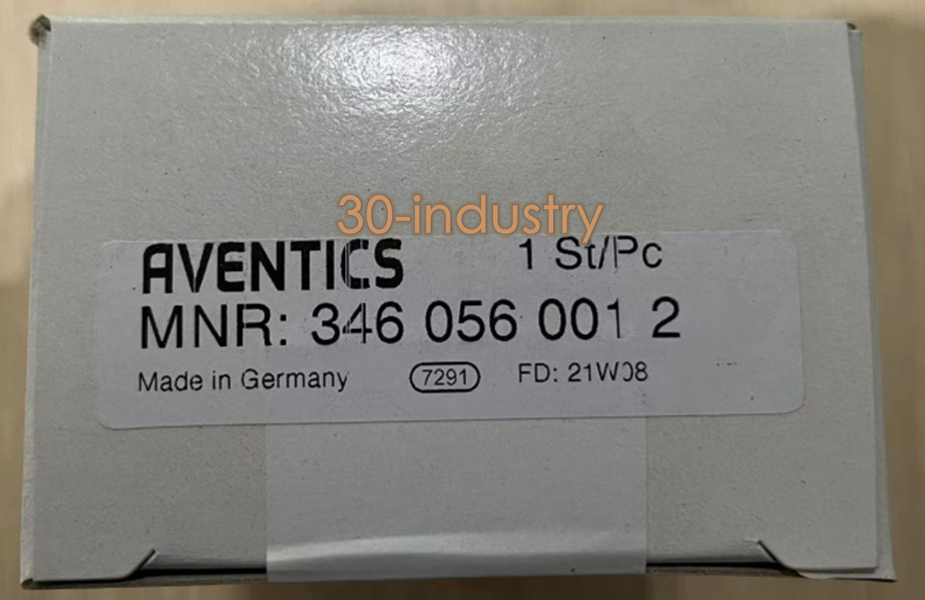 30-industry
AVENTICS 1 St/Pc
MNR: 346 056 001 2
Made in Germany 7291 FD: 21W08